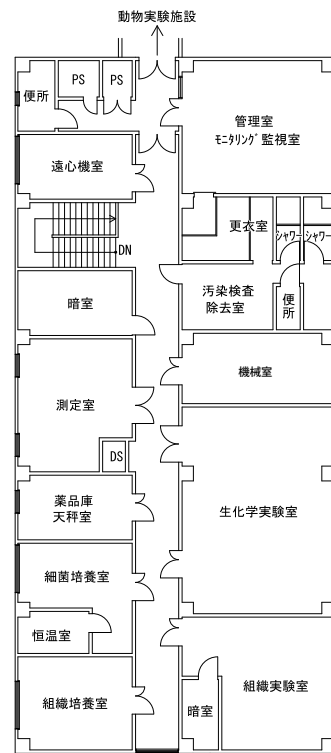 動物実験施設
PS
PS
便所
管理室
モニタリング監視室
遠心機室
更衣室
シャワー
シャワー
DN
汚染検査
除去室
便所
暗室
機械室
測定室
DS
薬品庫
天秤室
生化学実験室
細菌培養室
恒温室
組織培養室
暗室
組織実験室